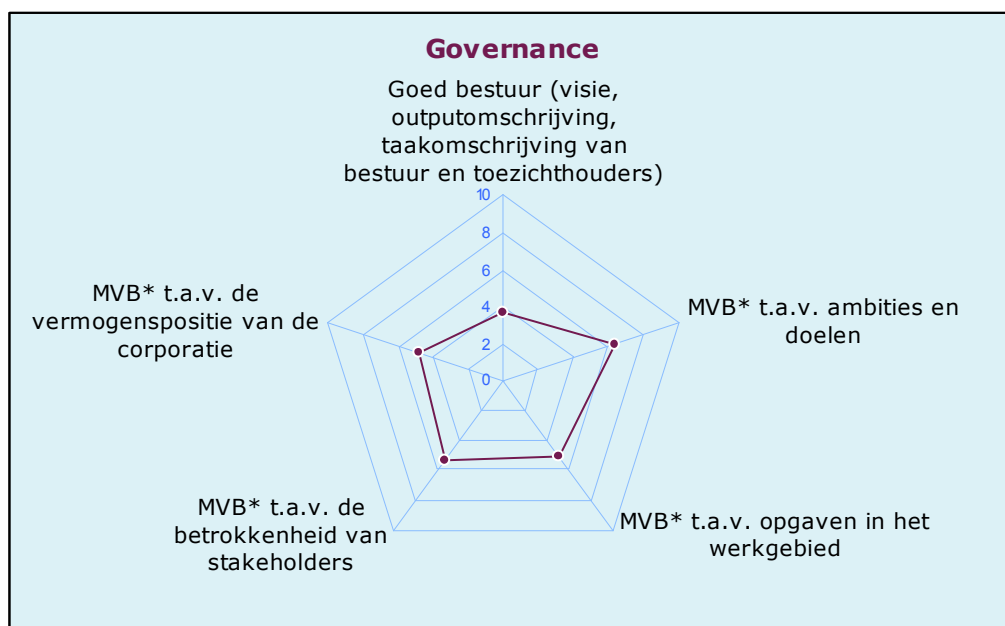 Governance
Goed bestuur (visie,
outputomschrijving,
taakomschrijving van
bestuur en toezichthouders)
10
8
6
4
2
0
MVB* t.a.v. ambities en
doelen
MVB* t.a.v. opgaven in het
werkgebied
MVB* t.a.v. de
betrokkenheid van
stakeholders
MVB* t.a.v. de
vermogenspositie van de
corporatie